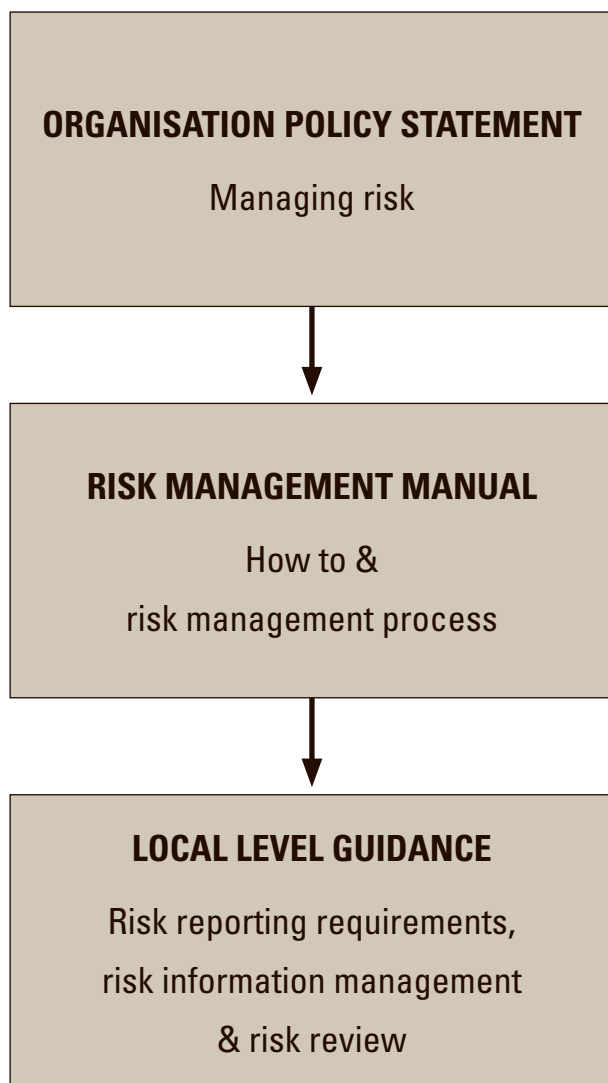 ORGANISATION POLICY STATEMENT
Managing risk
RISK MANAGEMENT MANUAL
How to &
risk management process
LOCAL LEVEL GUIDANCE
Risk reporting requirements,
risk information management
& risk review